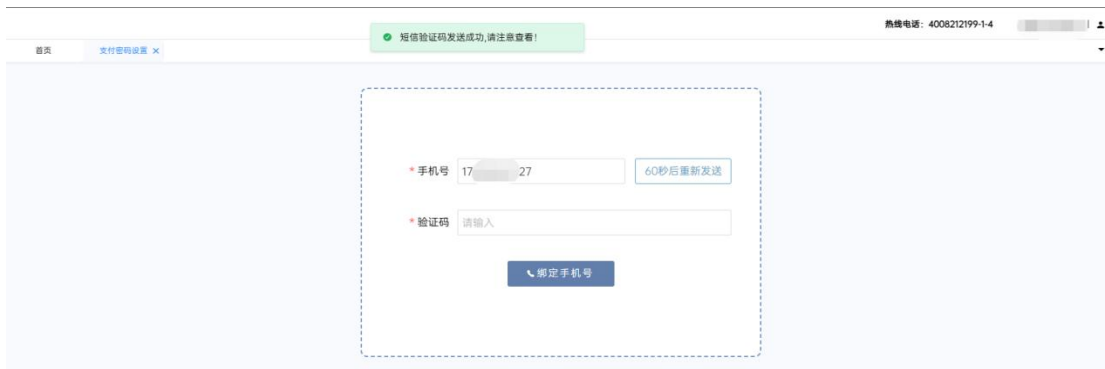 热线电话：4008212199-1-4
短信验证码发送成功,请注意查看!
首页 支付密码设置 ×
* 手机号 17 27 60秒后重新发送
* 验证码 请输入
绑定手机号